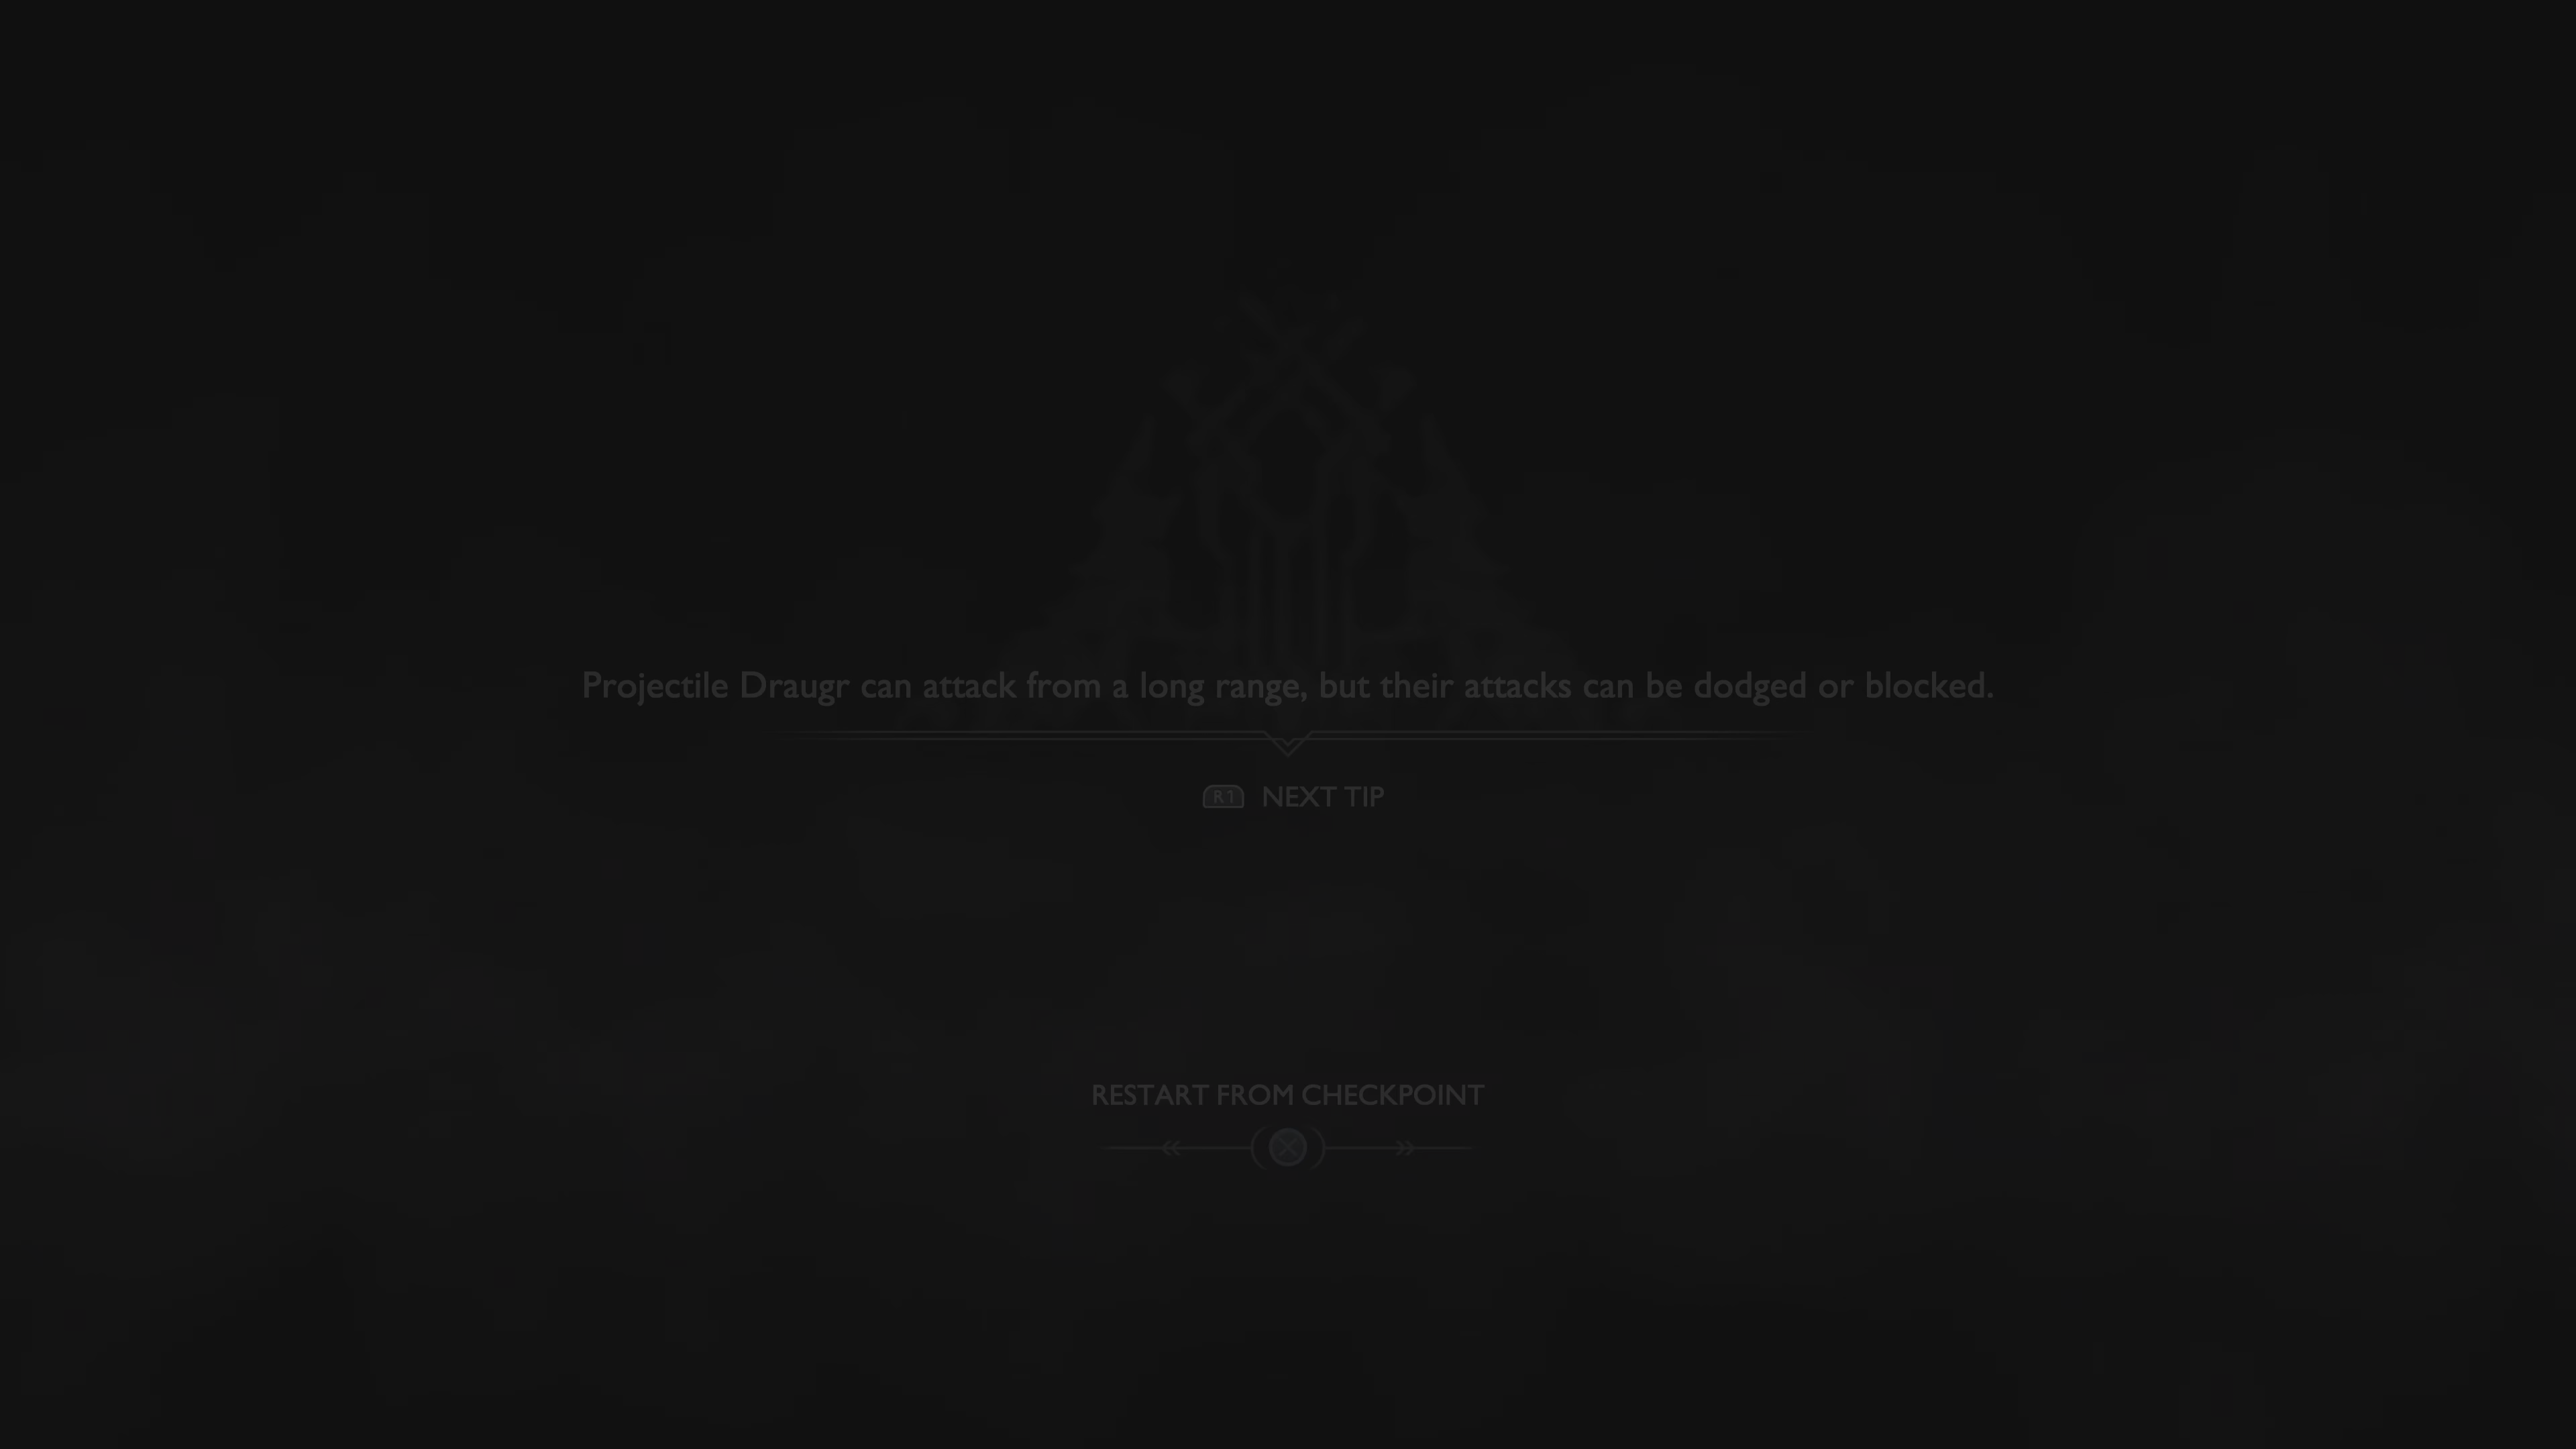 Projectile Draugr can attack from a long range, but their attacks can be dodged or blocked.
R1 NEXT TIP
RESTART FROM CHECKPOINT